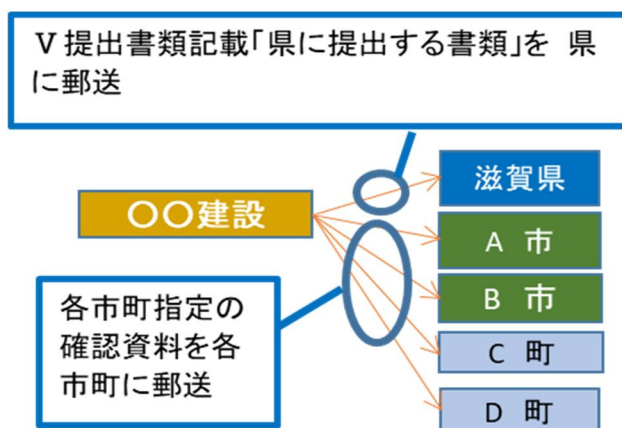 Ⅴ提出書類記載「県に提出する書類」を 県
に郵送
滋賀県
〇〇建設
A 市
B 市
各市町指定の
確認資料を各
市町に郵送
C 町
D 町